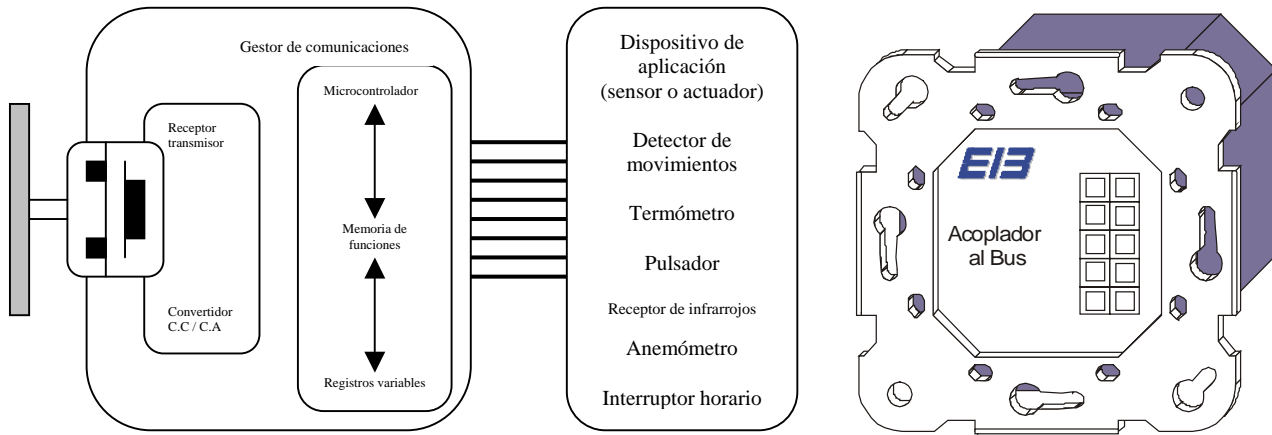 Gestor de comunicaciones
Receptor
transmisor
Convertidor
C.C / C.A
Microcontrolador
Memoria de
funciones
Registros variables
Dispositivo de
aplicación
(sensor o actuador)
Detector de
movimientos
Termómetro
Pulsador
Receptor de infrarrojos
Anemómetro
Interruptor horario
EIB
Acoplador
al Bus